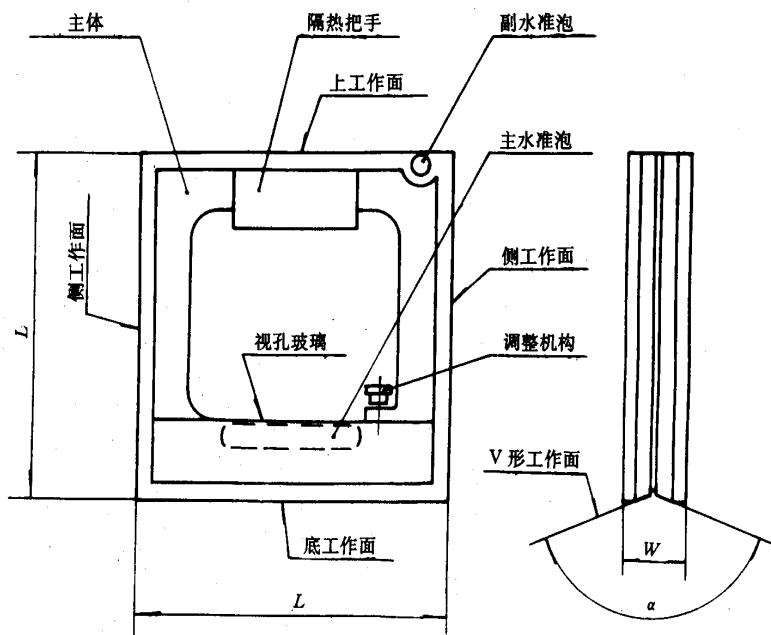 主体
隔热把手
副水准泡
上工作面
主水准泡
侧工作面
L
侧工作面
视孔玻璃
调整机构
V 形工作面
底工作面
W
L
α